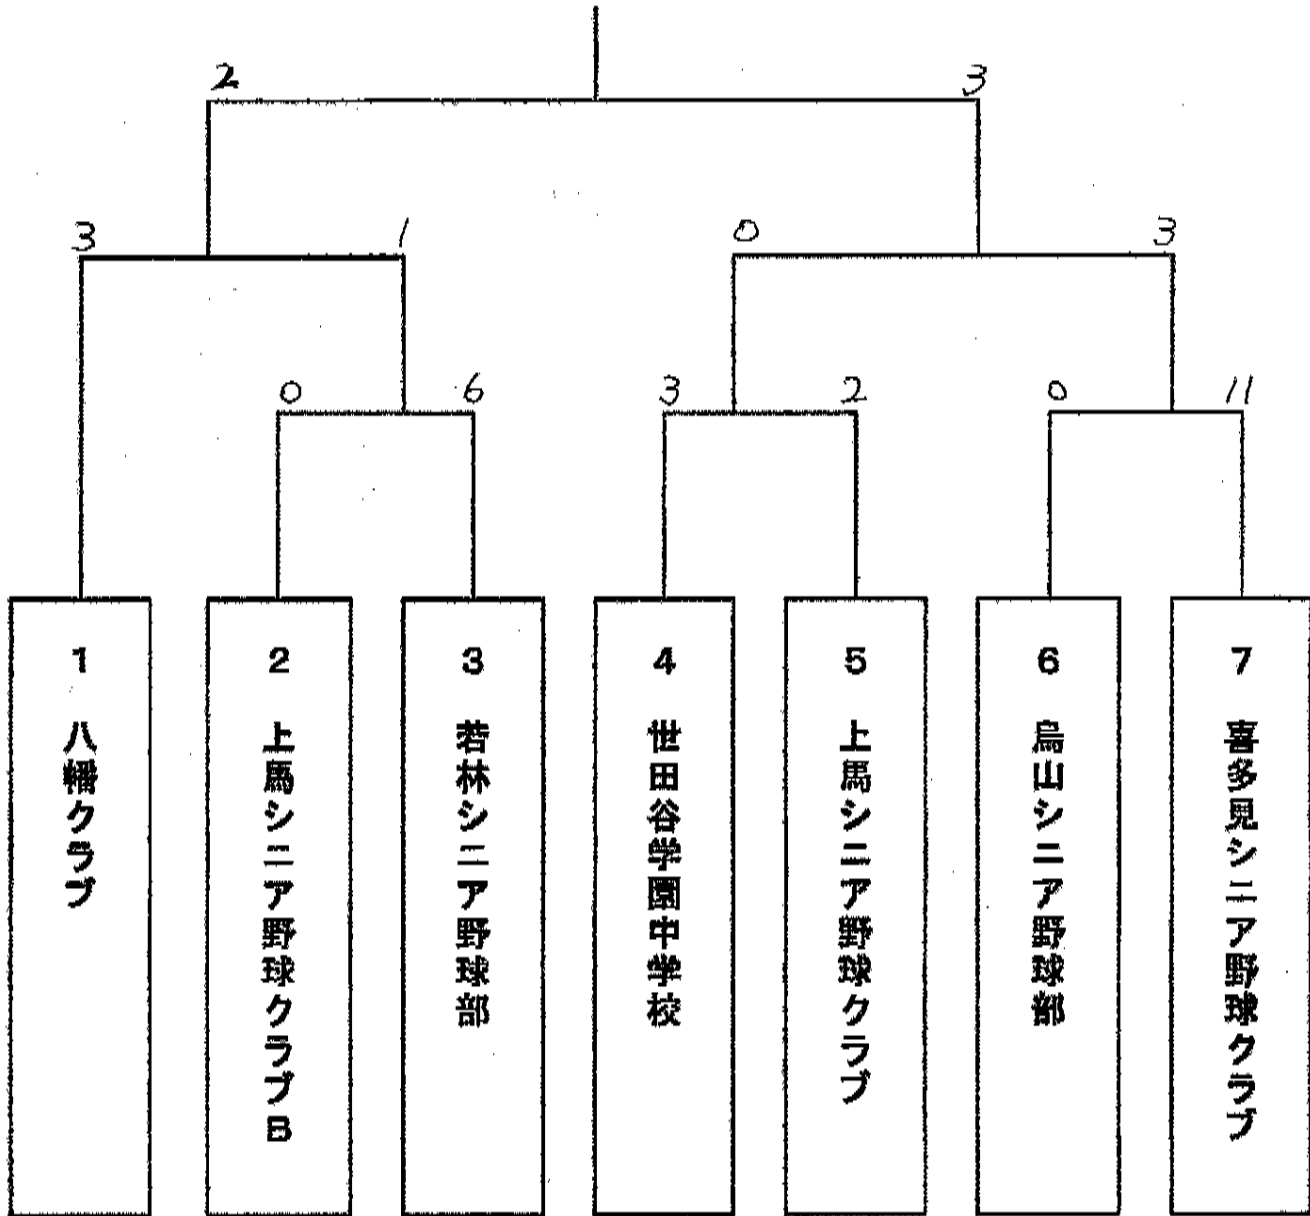 2 3
3 1 0 3
0 6 3 2 0 11
1 八幡クラブ
2 上馬シニア野球クラブB
3 若林シニア野球部
4 世田谷学園中学校
5 上馬シニア野球クラブ
6 烏山シニア野球部
7 喜多見シニア野球クラブ